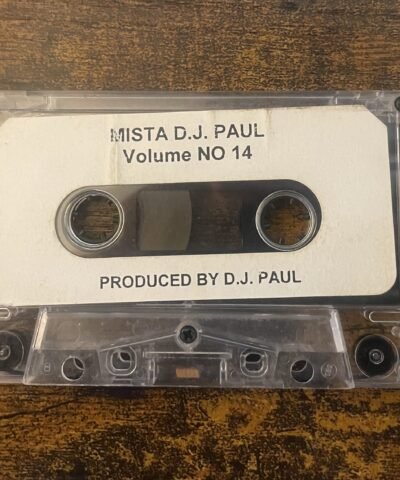 MISTA D.J. PAUL
Volume NO 14
PRODUCED BY D.J. PAUL